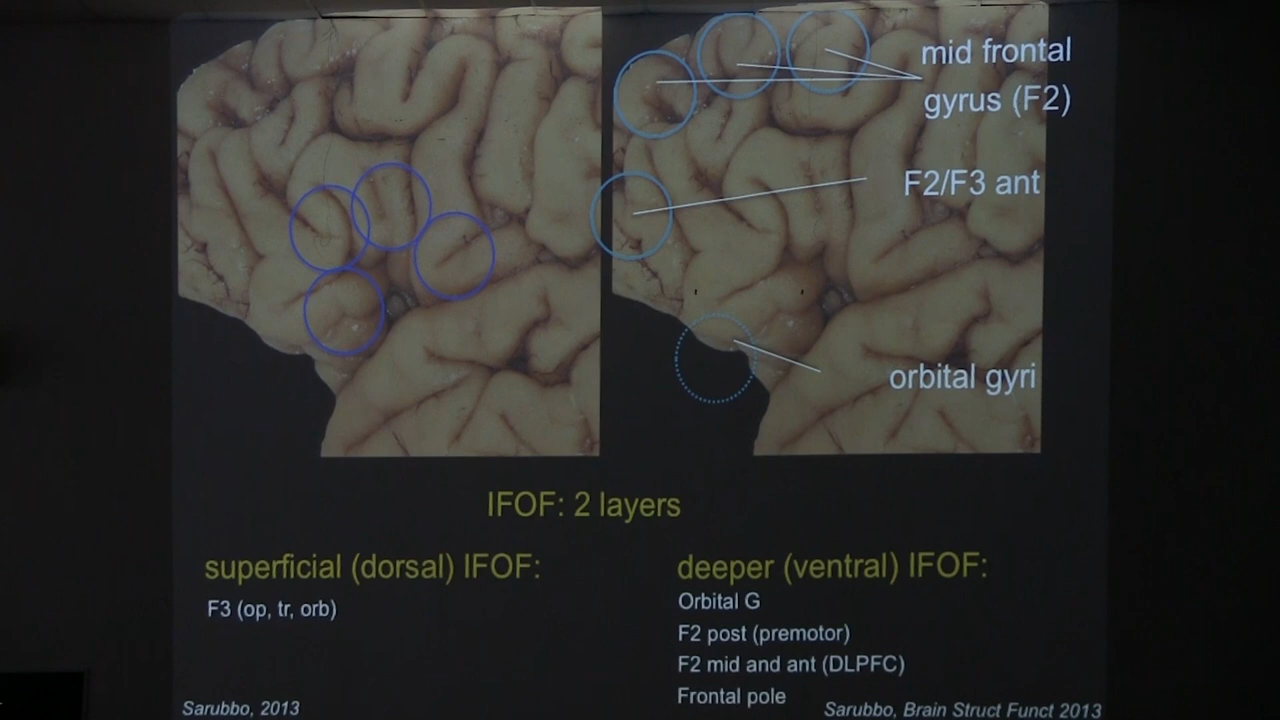 mid frontal
gyrus (F2)
F2/F3 ant
orbital gyri
IFOF: 2 layers
superficial (dorsal) IFOF:
F3 (op, tr, orb)
deeper (ventral) IFOF:
Orbital G
F2 post (premotor)
F2 mid and ant (DLPFC)
Frontal pole
Sarubbo, 2013
Sarubbo, Brain Struct Funct 2013